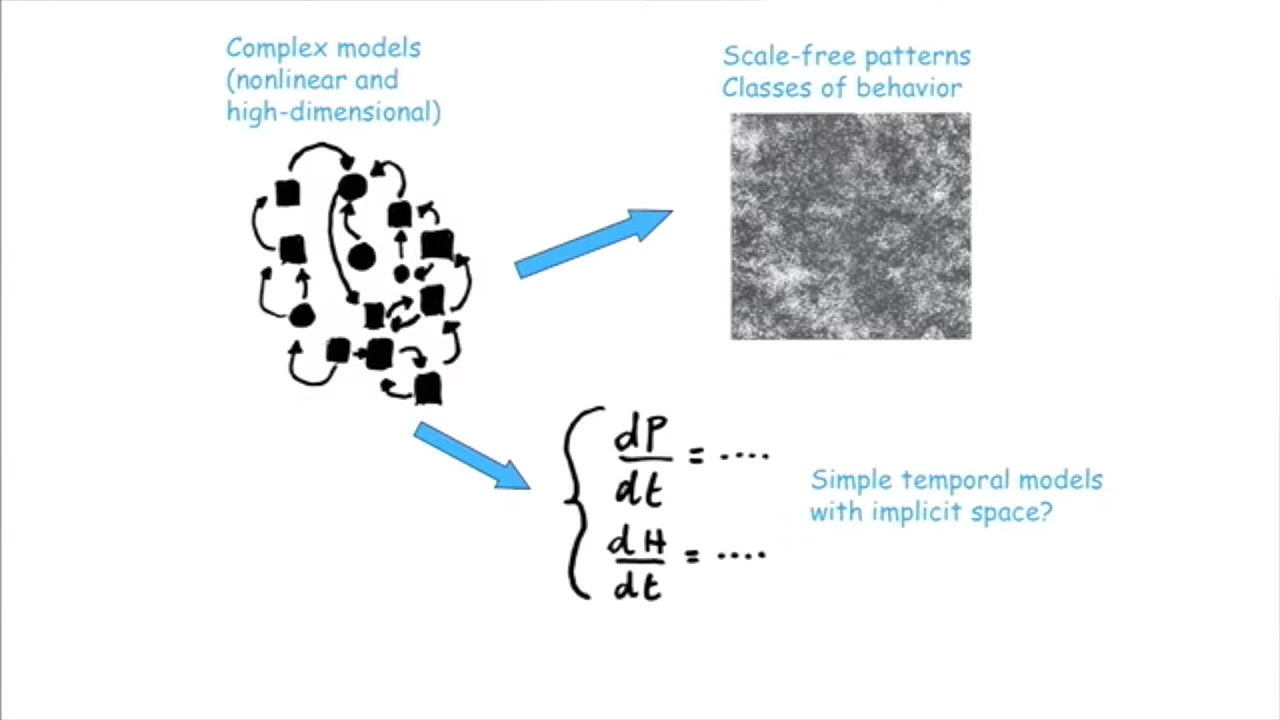 Complex models
(nonlinear and
high-dimensional)
Scale-free patterns
Classes of behavior
dP/dt = ....
dH/dt = ....
Simple temporal models
with implicit space?